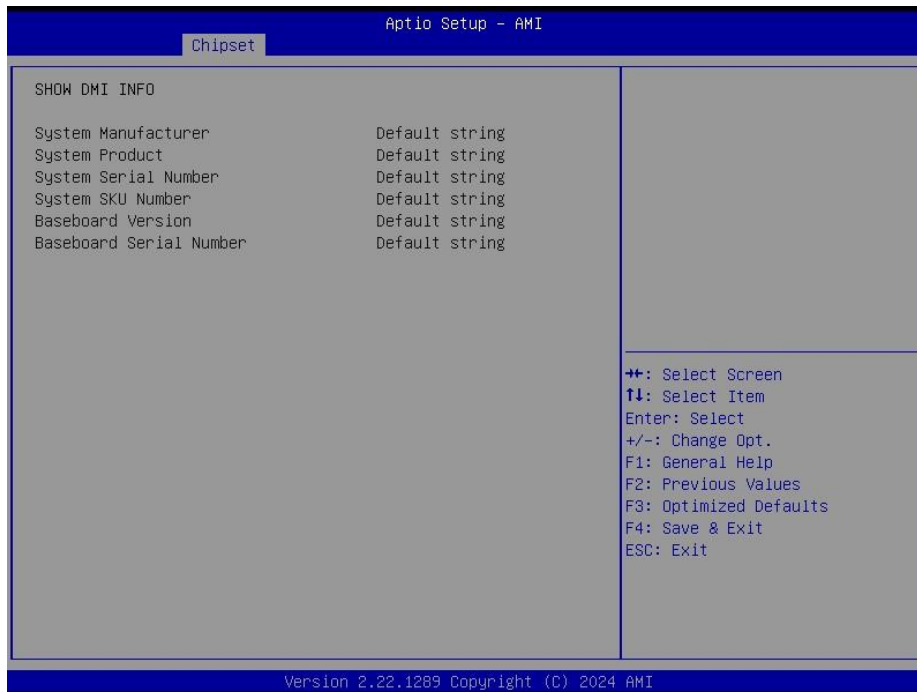 Aptio Setup – AMI
Chipset
SHOW DMI INFO
System Manufacturer Default string
System Product Default string
System Serial Number Default string
System SKU Number Default string
Baseboard Version Default string
Baseboard Serial Number Default string
→←: Select Screen
↑↓: Select Item
Enter: Select
+/-: Change Opt.
F1: General Help
F2: Previous Values
F3: Optimized Defaults
F4: Save & Exit
ESC: Exit
Version 2.22.1289 Copyright (C) 2024 AMI